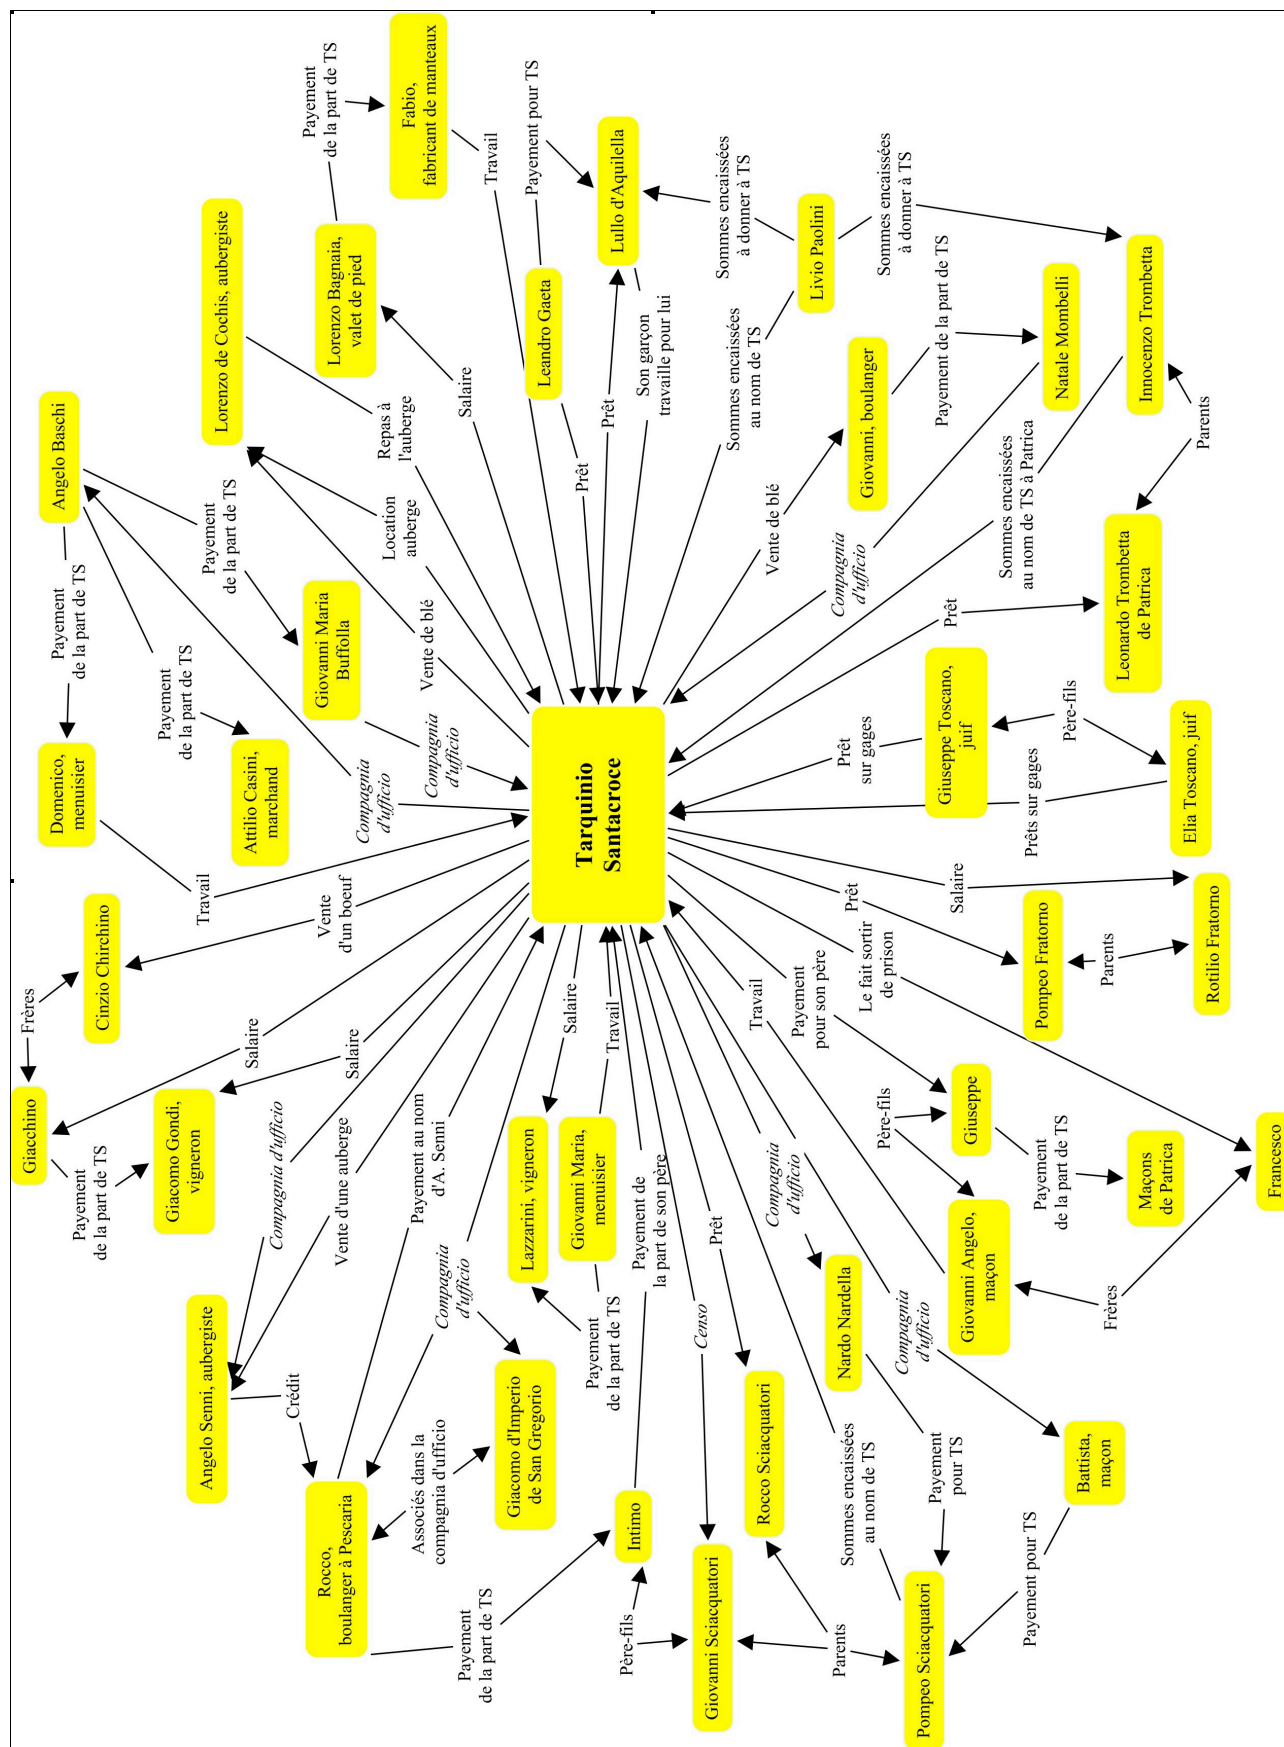 Giacchino
Frères
Angelo Baschi
Payement
de la part de TS
Cinzio Chirchino
Domenico,
menuisier
Payement
de la part de TS
Angelo Senni, aubergiste
Giacomo Gondi,
vigneron
Payement
de la part de TS
Travail
Payement
de la part de TS
Lorenzo de Cochis, aubergiste
Attilio Casini,
marchand
Salaire
Compagnia d'ufficio
Crédit
Rocco,
boulanger à Pescaria
Vente d'une auberge
Salaire
Vente
d'un boeuf
Giovanni Maria
Buffolla
Payement
de la part de TS
Lorenzo Bagnaia,
valet de pied
Compagnia
d'ufficio
Repas à
l'auberge
Location
auberge
Fabio,
fabricant de manteaux
Associés dans la
compagnia d'ufficio
Compagnia
d'ufficio
Payement au nom
d'A. Senni
Compagnia
d'ufficio
Vente de blé
Payement
de la part de TS
Salaire
Travail
Giacomo d'Imperio
de San Gregorio
Lazzarini, vigneron
Payement pour TS
Leandro Gaeta
Salaire
Giovanni Maria,
menuisier
Prêt
Payement
de la part de TS
Tarquinio
Santacroce
Travail
Prêt
Lullo d'Aquilella
Père-fils
Intimo
Payement de
la part de son père
Son garçon
travaille pour lui
Giovanni Sciacquatori
Censo
Prêt
Sommes encaissées
au nom de TS
Sommes encaissées
à donner à TS
Rocco Sciacquatori
Compagnia
d'ufficio
Travail
Vente de blé
Livio Paolini
Parents
Sommes encaissées
au nom de TS
Nardo Nardella
Payement
pour son père
Prêt
sur gages
Compagnia
d'ufficio
Giovanni, boulanger
Sommes encaissées
à donner à TS
Père-fils
Le fait sortir
de prison
Prêt
Compagnia
d'ufficio
Pompeo Sciacquatori
Payement
pour TS
Giovanni Angelo,
maçon
Giuseppe
Salaire
Giuseppe Toscano,
juif
Prêt
Payement de la part de TS
Sommes encaissées
au nom de TS à Patrica
Payement pour TS
Payement
de la part de TS
Pompeo Fratorno
Prêts sur gages
Père-fils
Natale Mombelli
Battista,
maçon
Frères
Parents
Leonardo Trombetta
de Patrica
Maçons
de Patrica
Innocenzo Trombetta
Rotilio Fratorno
Elia Toscano, juif
Parents
Francesco